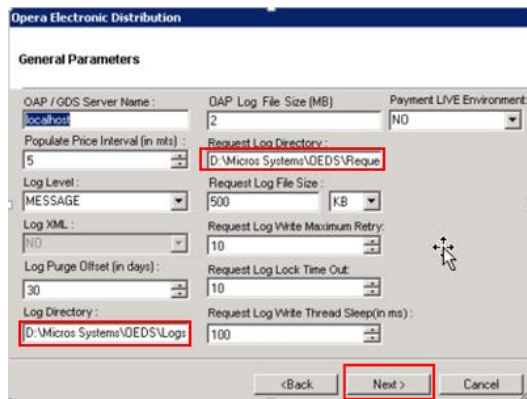 Opera Electronic Distribution
General Parameters
OAP / GDS Server Name :
localhost
Populate Price Interval (in mts) :
5
Log Level :
MESSAGE
Log XML :
NO
Log Purge Offset (in days) :
30
Log Directory :
D:\Micros Systems\OEDS\Logs
OAP Log File Size (MB)
2
Request Log Directory :
D:\Micros Systems\OEDS\Reque
Request Log File Size :
500 KB
Request Log Write Maximum Retry:
10
Request Log Lock Time Out:
10
Request Log Write Thread Sleep(in ms) :
100
Payment LIVE Environment:
NO
<Back Next > Cancel